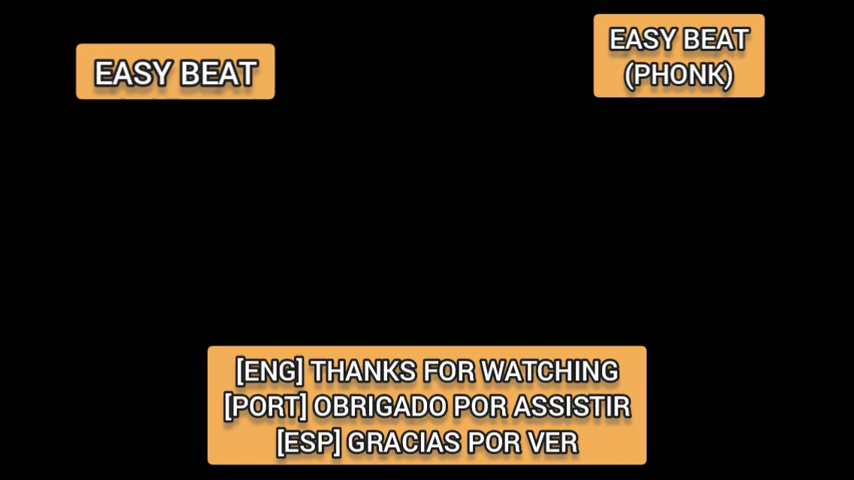 EASY BEAT
EASY BEAT
(PHONK)
[ENG] THANKS FOR WATCHING
[PORT] OBRIGADO POR ASSISTIR
[ESP] GRACIAS POR VER